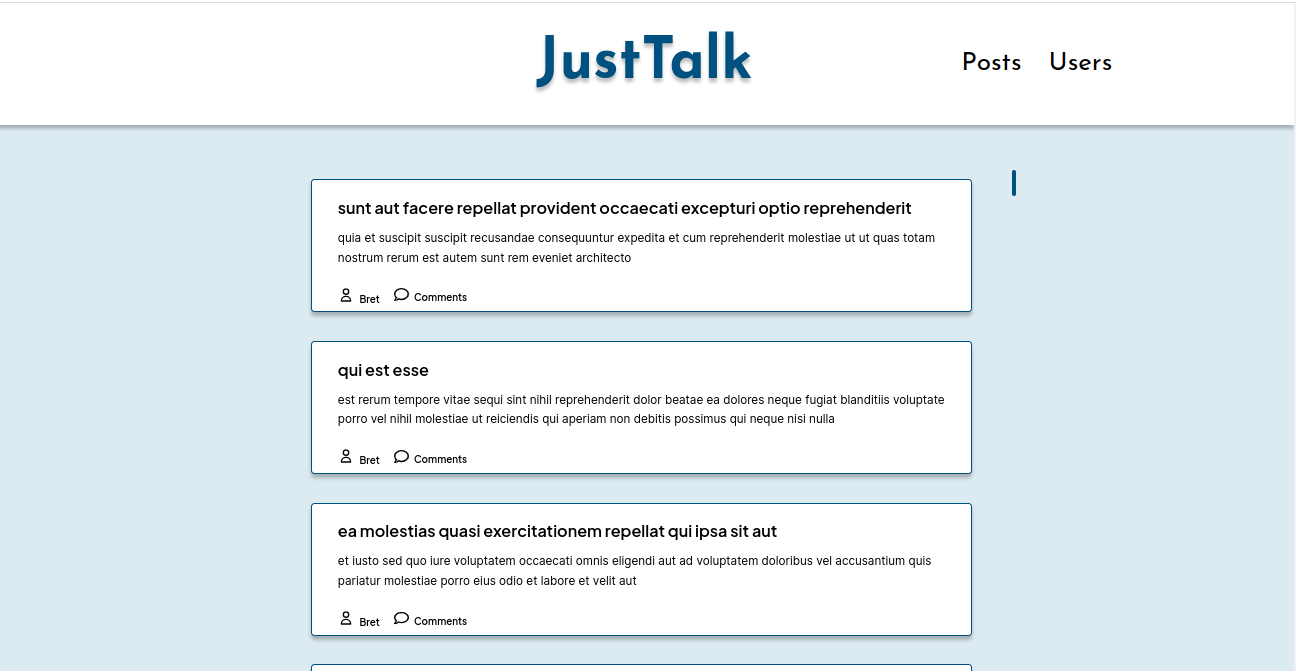 JustTalk
Posts Users
sunt aut facere repellat provident occaecati excepturi optio reprehenderit
quia et suscipit suscipit recusandae consequuntur expedita et cum reprehenderit molestiae ut ut quas totam
nostrum rerum est autem sunt rem eveniet architecto
Bret Comments
qui est esse
est rerum tempore vitae sequi sint nihil reprehenderit dolor beatae ea dolores neque fugiat blanditiis voluptate
porro vel nihil molestiae ut reiciendis qui aperiam non debitis possimus qui neque nisi nulla
Bret Comments
ea molestias quasi exercitationem repellat qui ipsa sit aut
et iusto sed quo iure voluptatem occaecati omnis eligendi aut ad voluptatem doloribus vel accusantium quis
pariatur molestiae porro eius odio et labore et velit aut
Bret Comments